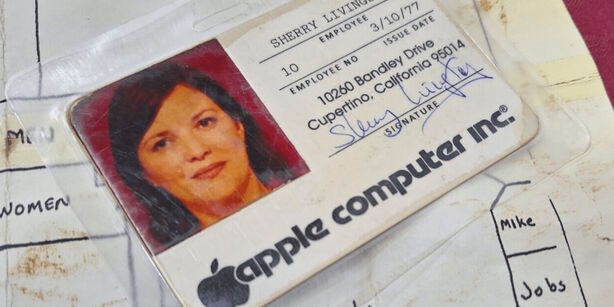 SHERRY LIVINGS
EMPLOYEE
10 3/10/77
EMPLOYEE NO ISSUE DATE
10260 Bandley Drive
Cupertino, California 95014
SIGNATURE
apple computer inc.®
MEN
WOMEN
MIKE
Jobs